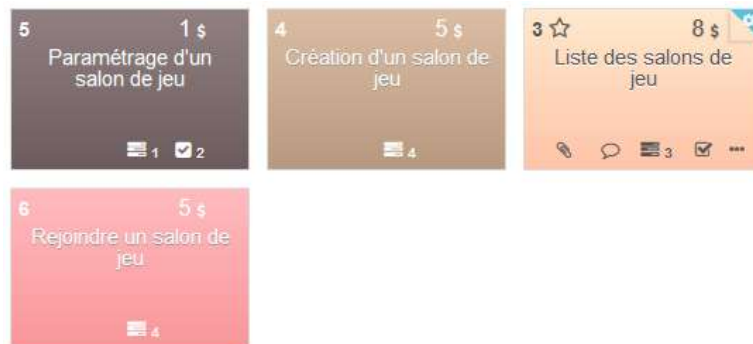 5 1 $
Paramétrage d'un
salon de jeu
1 2
4 5 $
Création d'un salon de
jeu
4
3 8 $
Liste des salons de
jeu
3
6 5 $
Rejoindre un salon de
jeu
4